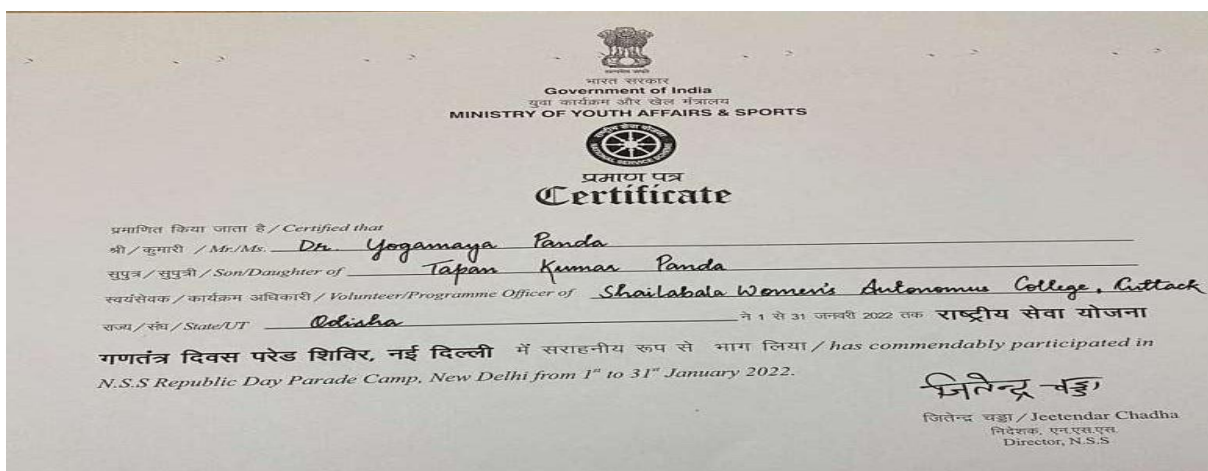 भारत सरकार
Government of India
युवा कार्यक्रम और खेल मंत्रालय
MINISTRY OF YOUTH AFFAIRS & SPORTS
प्रमाण पत्र
Certificate
प्रमाणित किया जाता है / Certified that
श्री / कुमारी / Mr./Ms. Dr. Yogamaya Panda
सुपुत्र / सुपुत्री / Son/Daughter of Tapan Kumar Panda
स्वयंसेवक / कार्यक्रम अधिकारी / Volunteer/Programme Officer of Shailabala Women's Autonomus College, Cuttack
राज्य / संघ / State/UT Odisha ने 1 से 31 जनवरी 2022 तक राष्ट्रीय सेवा योजना
गणतंत्र दिवस परेड शिविर, नई दिल्ली में सराहनीय रूप से भाग लिया / has commendably participated in
N.S.S Republic Day Parade Camp, New Delhi from 1st to 31st January 2022.
जितेन्द्र चड्ढा
जितेन्द्र चड्ढा / Jeetendar Chadha
निदेशक, एन.एस.एस.
Director, N.S.S